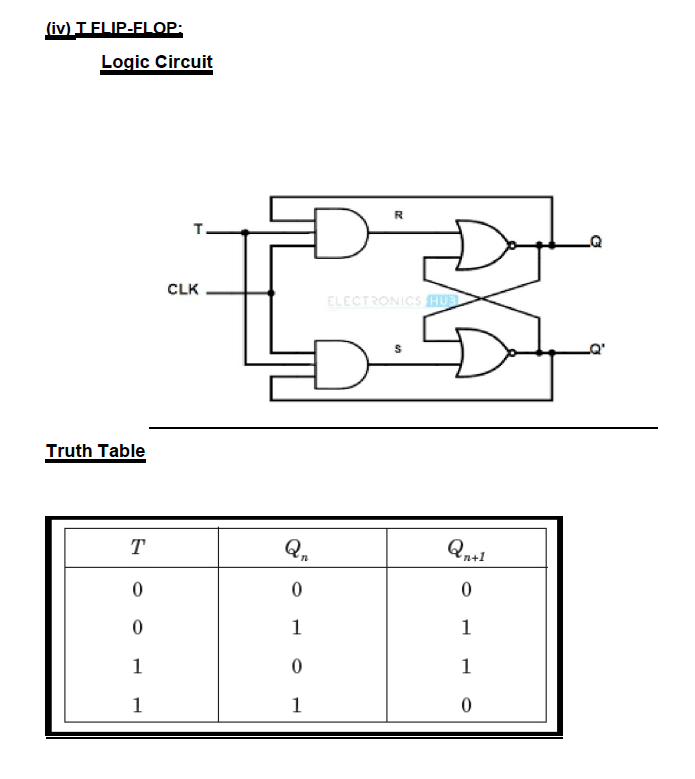 (iv) T FLIP-FLOP:
Logic Circuit
R
T
Q
CLK
ELECTRONICS HUB
S
Q'
Truth Table
T Qn Qn+1
0 0 0
0 1 1
1 0 1
1 1 0